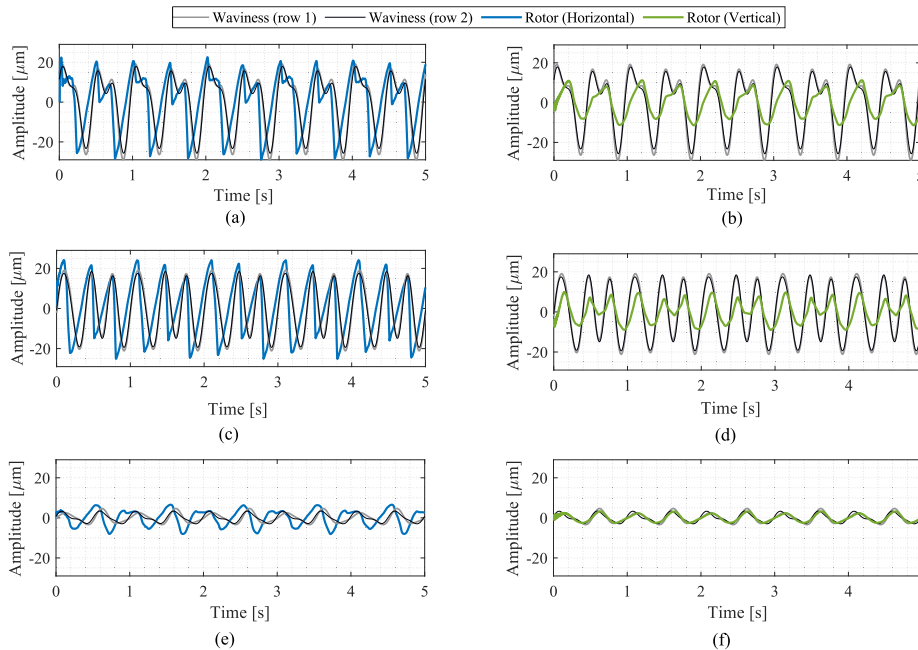 Waviness (row 1) Waviness (row 2) Rotor (Horizontal) Rotor (Vertical)
Amplitude [μm]
20
0
-20
0 1 2 3 4 5
Time [s]
(a)
Amplitude [μm]
20
0
-20
0 1 2 3 4 5
Time [s]
(b)
Amplitude [μm]
20
0
-20
0 1 2 3 4 5
Time [s]
(c)
Amplitude [μm]
20
0
-20
0 1 2 3 4
Time [s]
(d)
Amplitude [μm]
20
0
-20
0 1 2 3 4 5
Time [s]
(e)
Amplitude [μm]
20
0
-20
0 1 2 3 4
Time [s]
(f)